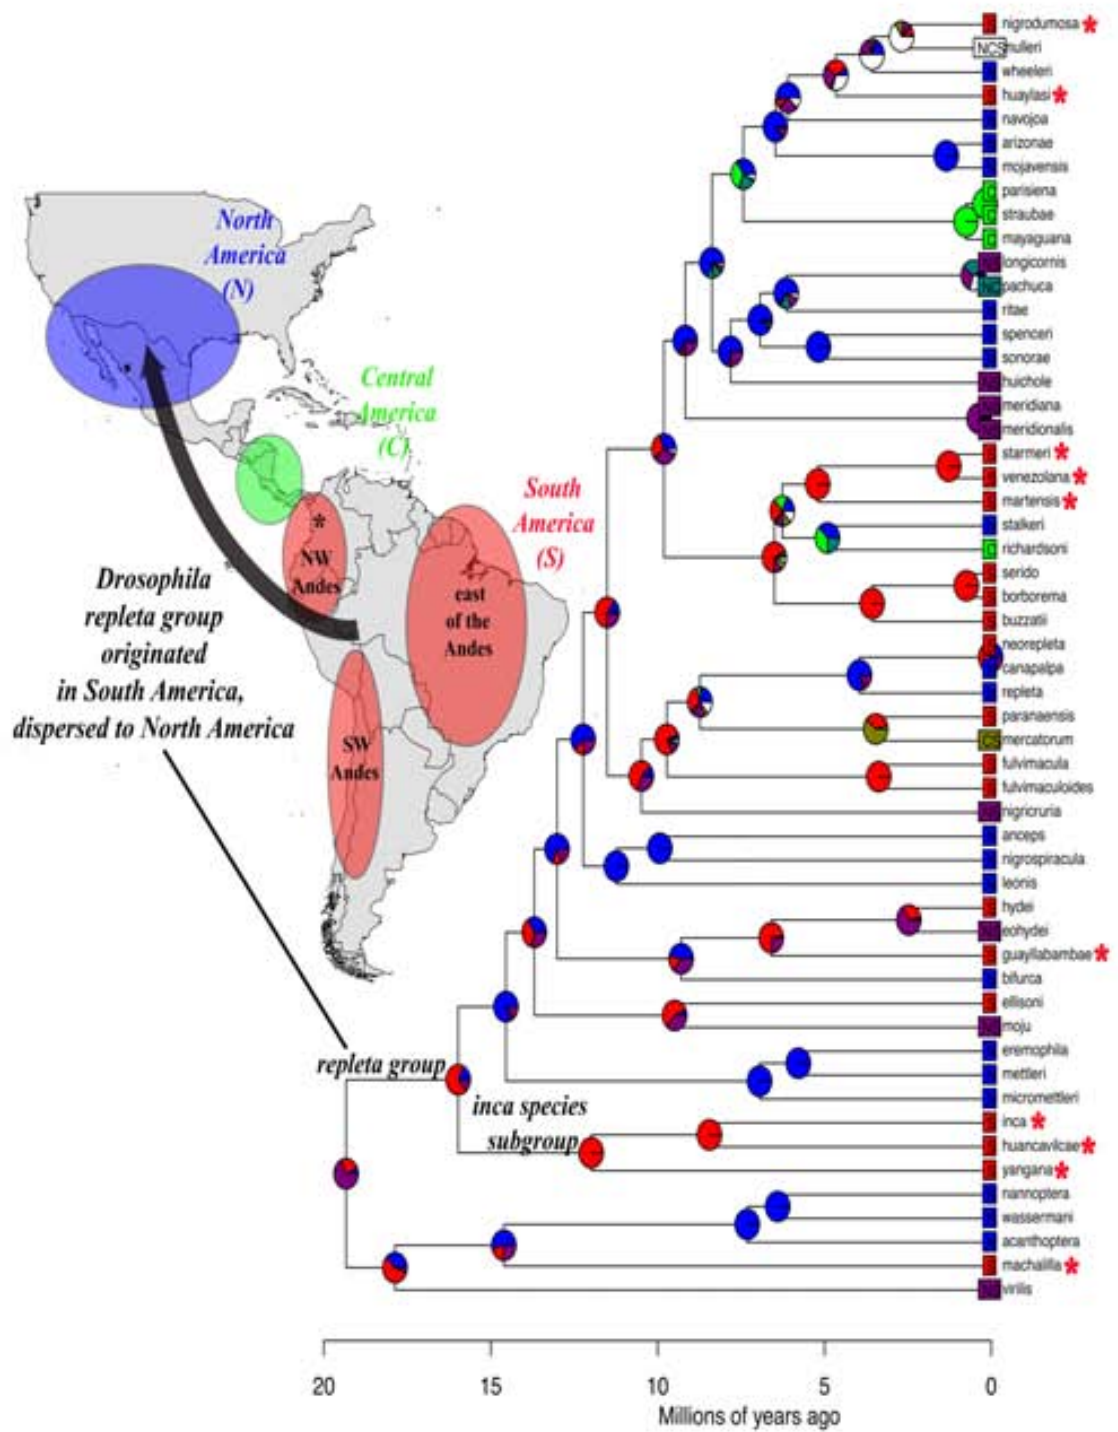 North
America
(N)
Central
America
(C)
South
America
(S)
*
NW
Andes
east
of the
Andes
SW
Andes
Drosophila
repleta group
originated
in South America,
dispersed to North America
repleta group
inca species
subgroup
nigrodumosa *
NCS mulleri
wheeleri
huaylasi *
navojoa
arizonae
mojavensis
C parisiena
C straubae
C mayaguana
longicornis
NC pachuca
ritae
spenceri
sonorae
huichole
meridiana
meridionalis
starmeri *
venezolana *
martensis *
stalkeri
C richardsoni
serido
borborema
buzzatii
neorepleta
canapalpa
repleta
paranaensis
CS mercatorum
fulvimacula
fulvimaculoides
nigricruria
anceps
nigrospiracula
leonis
hydei
eohydei
guayllabambae *
bifurca
ellisoni
moju
eremophila
mettleri
micromettleri
inca *
huancavilcae *
yangana *
nannoptera
wassermani
acanthoptera
machalilla *
virilis
20 15 10 5 0
Millions of years ago